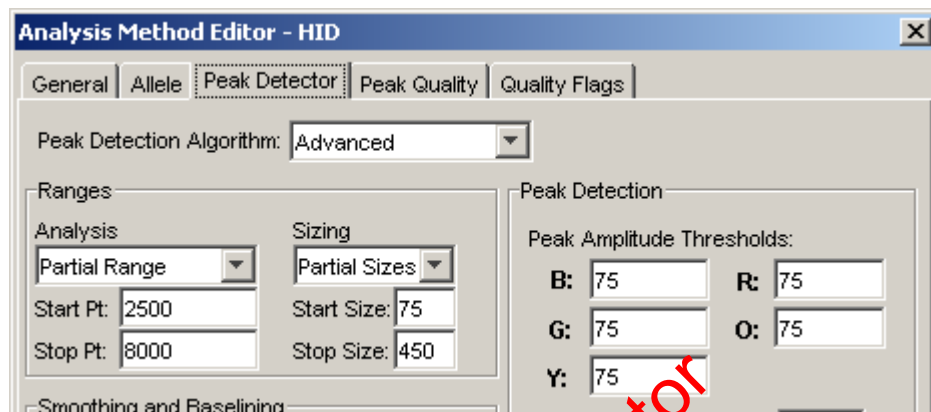 Analysis Method Editor - HID
General Allele Peak Detector Peak Quality Quality Flags
Peak Detection Algorithm: Advanced
Ranges
Analysis Sizing
Partial Range Partial Sizes
Start Pt: 2500 Start Size: 75
Stop Pt: 8000 Stop Size: 450
Smoothing and Baselining
Peak Detection
Peak Amplitude Thresholds:
B: 75 R: 75
G: 75 O: 75
Y: 75